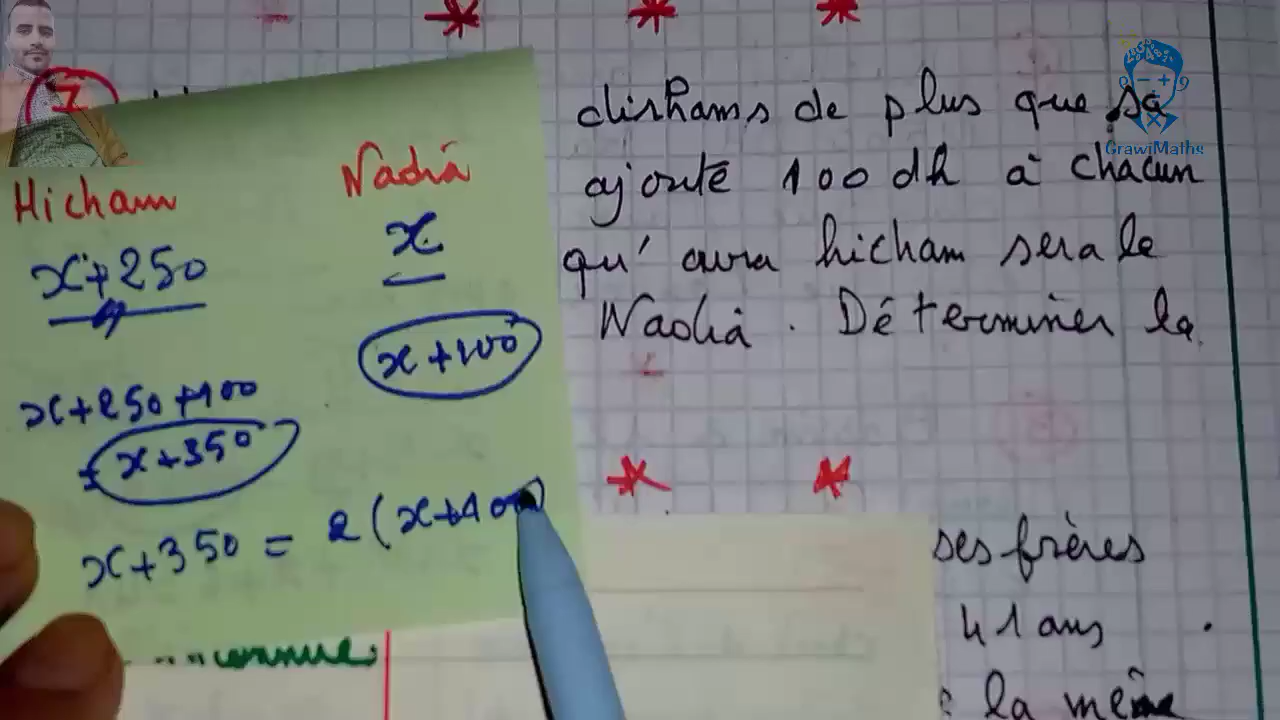 I
Hicham Nadia
x+250 x
x+100
x+250+100
= x+350
x+350 = 2(x+100)
dirhams de plus que sa
ajouté 100 dh à chacun
qu'aura hicham sera le
Nadia. Déterminer la
ses frères
41 ans .
la même
GrawiMaths